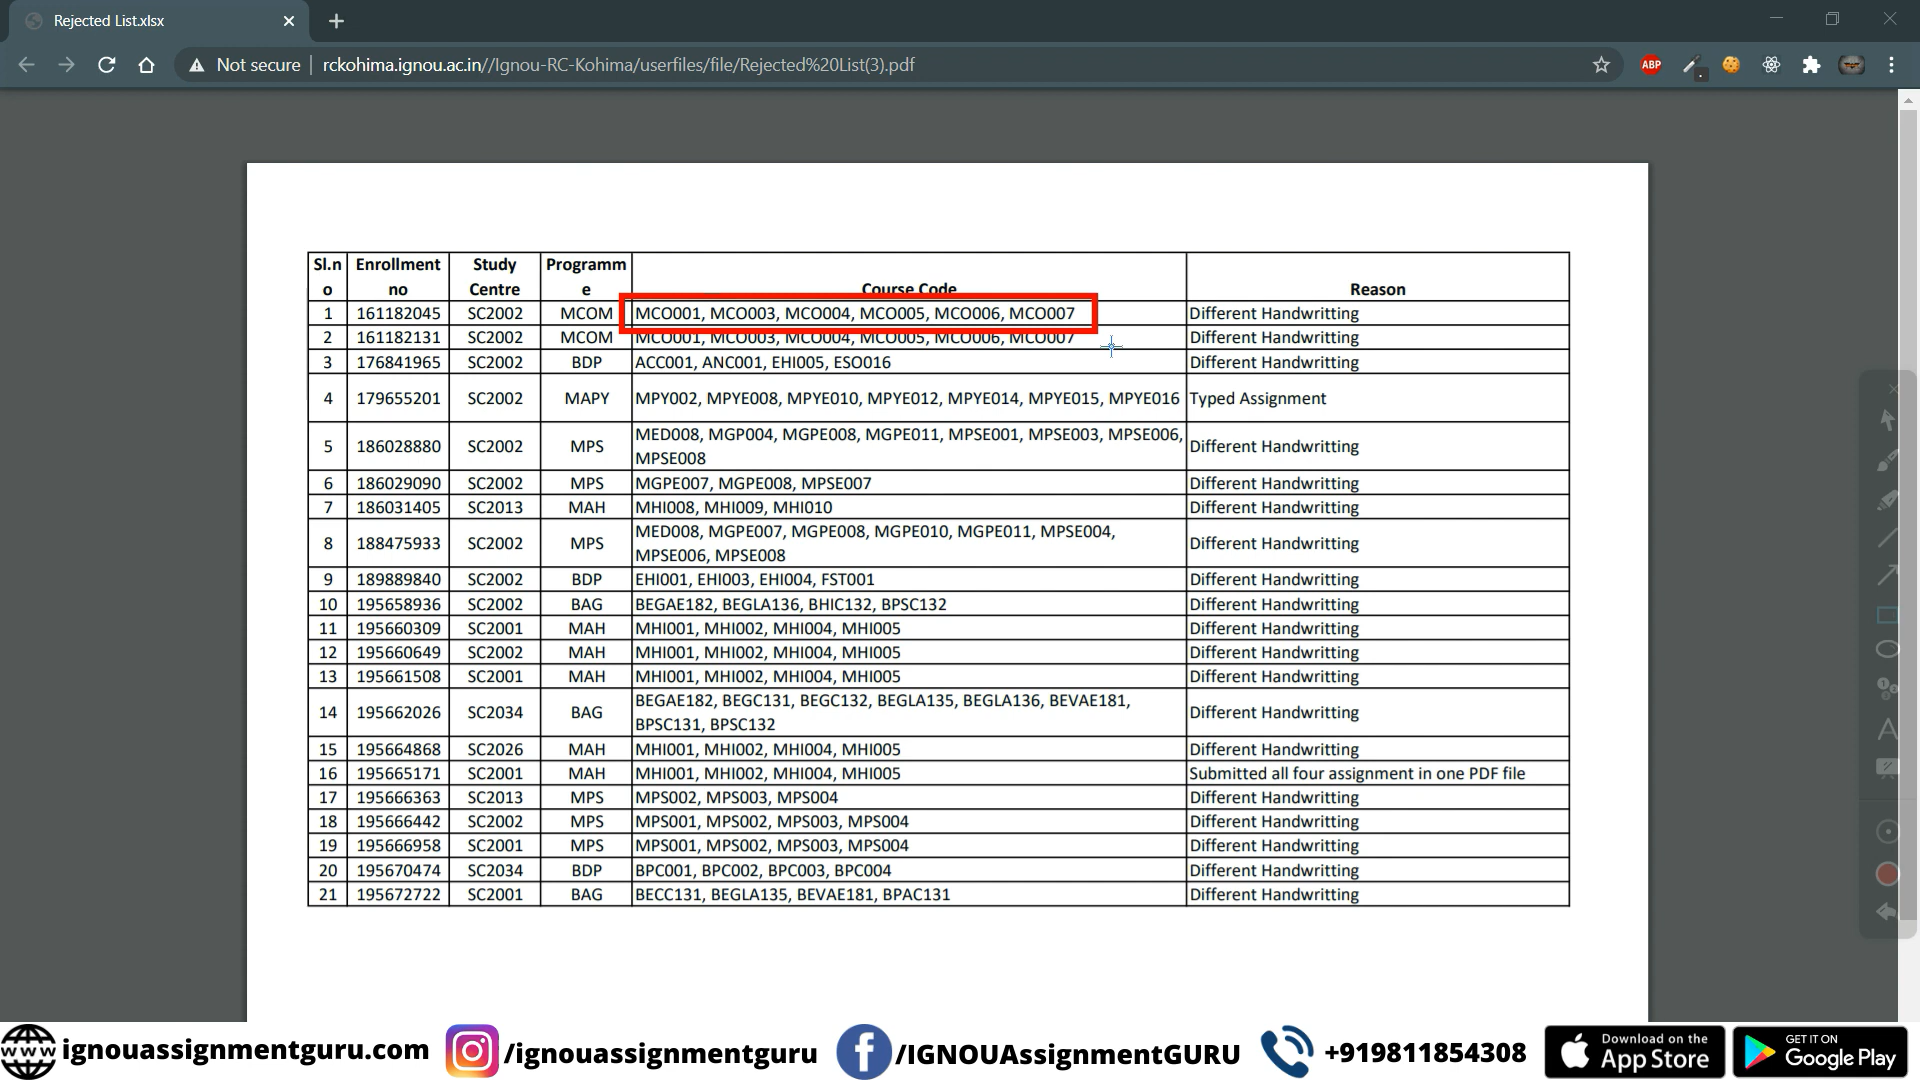 Rejected List.xlsx
Not secure rckohima.ignou.ac.in//Ignou-RC-Kohima/userfiles/file/Rejected%20List(3).pdf
ABP
Sl.no Enrollment no Study Centre Programme Course Code Reason
1 161182045 SC2002 MCOM MCO001, MCO003, MCO004, MCO005, MCO006, MCO007 Different Handwritting
2 161182131 SC2002 MCOM MCO001, MCO003, MCO004, MCO005, MCO006, MCO007 Different Handwritting
3 176841965 SC2002 BDP ACC001, ANC001, EHI005, ESO016 Different Handwritting
4 179655201 SC2002 MAPY MPY002, MPYE008, MPYE010, MPYE012, MPYE014, MPYE015, MPYE016 Typed Assignment
5 186028880 SC2002 MPS MED008, MGP004, MGPE008, MGPE011, MPSE001, MPSE003, MPSE006, MPSE008 Different Handwritting
6 186029090 SC2002 MPS MGPE007, MGPE008, MPSE007 Different Handwritting
7 186031405 SC2013 MAH MHI008, MHI009, MHI010 Different Handwritting
8 188475933 SC2002 MPS MED008, MGPE007, MGPE008, MGPE010, MGPE011, MPSE004, MPSE006, MPSE008 Different Handwritting
9 189889840 SC2002 BDP EHI001, EHI003, EHI004, FST001 Different Handwritting
10 195658936 SC2002 BAG BEGAE182, BEGLA136, BHIC132, BPSC132 Different Handwritting
11 195660309 SC2001 MAH MHI001, MHI002, MHI004, MHI005 Different Handwritting
12 195660649 SC2002 MAH MHI001, MHI002, MHI004, MHI005 Different Handwritting
13 195661508 SC2001 MAH MHI001, MHI002, MHI004, MHI005 Different Handwritting
14 195662026 SC2034 BAG BEGAE182, BEGC131, BEGC132, BEGLA135, BEGLA136, BEVAE181, BPSC131, BPSC132 Different Handwritting
15 195664868 SC2026 MAH MHI001, MHI002, MHI004, MHI005 Different Handwritting
16 195665171 SC2001 MAH MHI001, MHI002, MHI004, MHI005 Submitted all four assignment in one PDF file
17 195666363 SC2013 MPS MPS002, MPS003, MPS004 Different Handwritting
18 195666442 SC2002 MPS MPS001, MPS002, MPS003, MPS004 Different Handwritting
19 195666958 SC2001 MPS MPS001, MPS002, MPS003, MPS004 Different Handwritting
20 195670474 SC2034 BDP BPC001, BPC002, BPC003, BPC004 Different Handwritting
21 195672722 SC2001 BAG BECC131, BEGLA135, BEVAE181, BPAC131 Different Handwritting
www ignouassignmentguru.com /ignouassignmentguru /IGNOUAssignmentGURU +919811854308 Download on the App Store GET IT ON Google Play